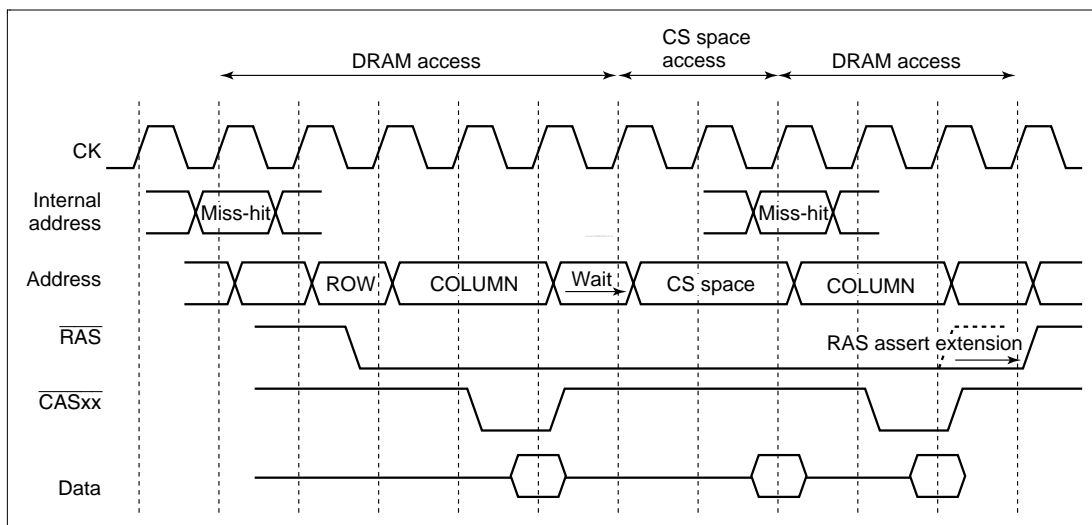 CS space
access
DRAM access
DRAM access
CK
Internal
address
Miss-hit
Miss-hit
Address
ROW
COLUMN
Wait
CS space
COLUMN
RAS
RAS assert extension
CASxx
Data